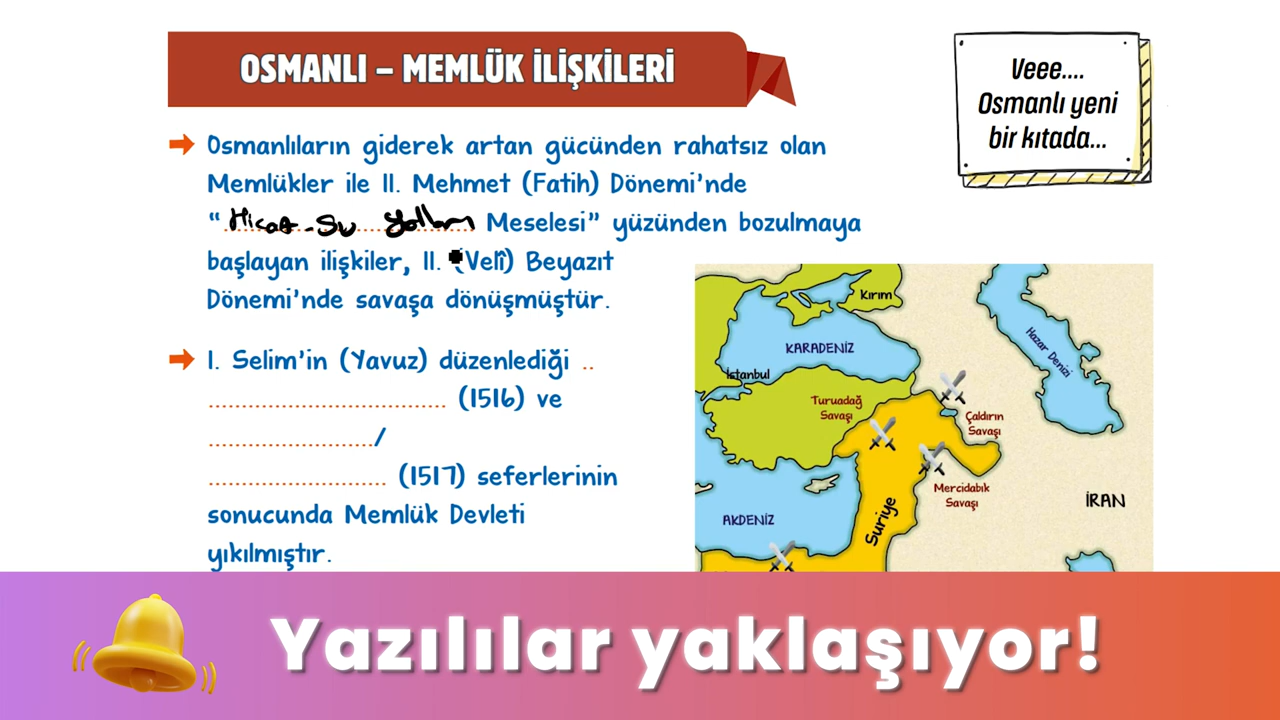 OSMANLI – MEMLÜK İLİŞKİLERİ
Veee....
Osmanlı yeni
bir kıtada...
Osmanlıların giderek artan gücünden rahatsız olan
Memlükler ile II. Mehmet (Fatih) Dönemi'nde
"Hicaz-Su Yolları Meselesi" yüzünden bozulmaya
başlayan ilişkiler, II. (Velî) Beyazıt
Dönemi'nde savaşa dönüşmüştür.
I. Selim'in (Yavuz) düzenlediği ..
.................................... (1516) ve
........................./
........................... (1517) seferlerinin
sonucunda Memlük Devleti
yıkılmıştır.
Kırım
KARADENİZ
Hazar Denizi
İstanbul
Turuadağ
Savaşı
Çaldırın
Savaşı
Mercidabık
Savaşı
İRAN
AKDENİZ
Suriye
Yazılılar yaklaşıyor!